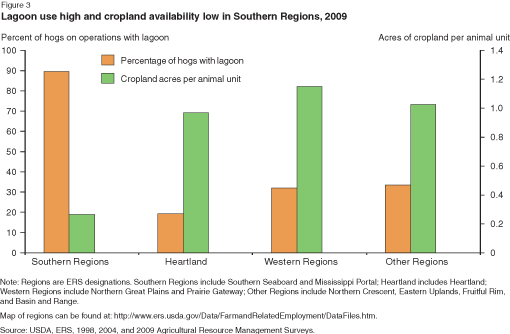 Figure 3
Lagoon use high and cropland availability low in Southern Regions, 2009
Percent of hogs on operations with lagoon
Acres of cropland per animal unit
100
90
80
70
60
50
40
30
20
10
0
Percentage of hogs with lagoon
Cropland acres per animal unit
1.4
1.2
1.0
0.8
0.6
0.4
0.2
0
Southern Regions Heartland Western Regions Other Regions
Note: Regions are ERS designations. Southern Regions include Southern Seaboard and Mississippi Portal; Heartland includes Heartland;
Western Regions include Northern Great Plains and Prairie Gateway; Other Regions include Northern Crescent, Eastern Uplands, Fruitful Rim,
and Basin and Range.
Map of regions can be found at: http://www.ers.usda.gov/Data/FarmandRelatedEmployment/DataFiles.htm.
Source: USDA, ERS, 1998, 2004, and 2009 Agricultural Resource Management Surveys.